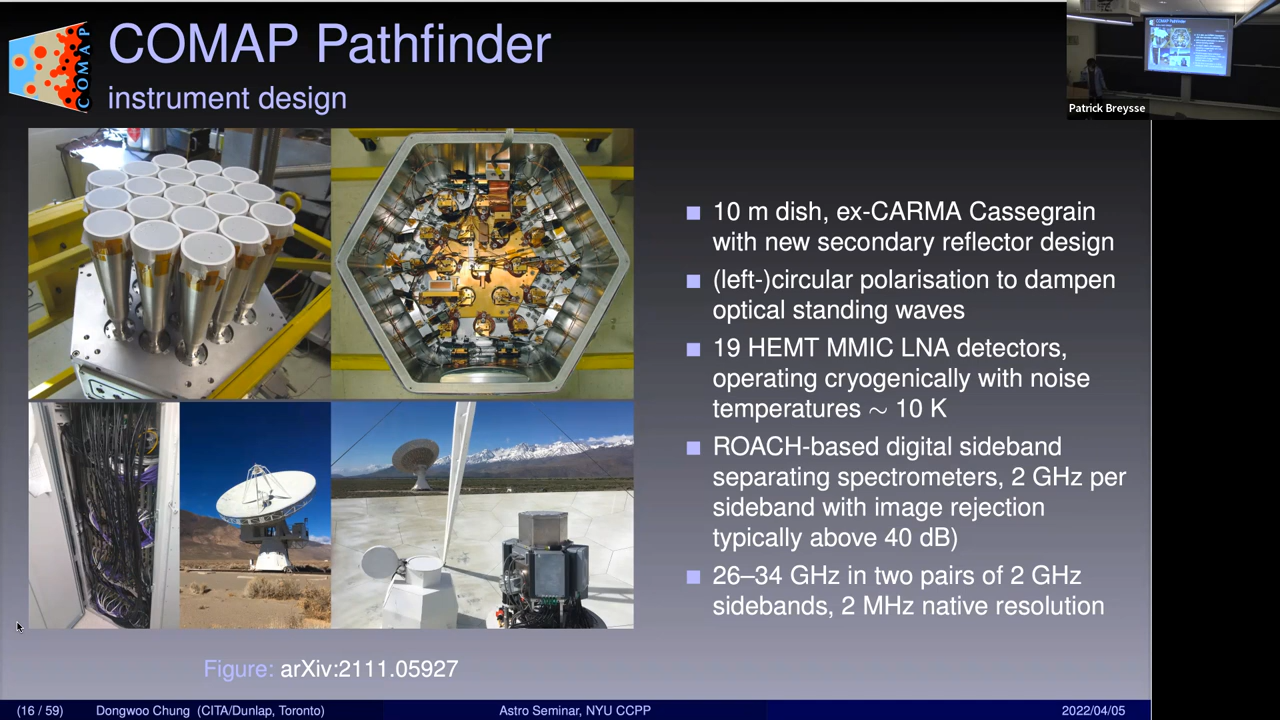 COMAP
COMAP Pathfinder
instrument design
Patrick Breysse
10 m dish, ex-CARMA Cassegrain
with new secondary reflector design
(left-)circular polarisation to dampen
optical standing waves
19 HEMT MMIC LNA detectors,
operating cryogenically with noise
temperatures ∼ 10 K
ROACH-based digital sideband
separating spectrometers, 2 GHz per
sideband with image rejection
typically above 40 dB)
26–34 GHz in two pairs of 2 GHz
sidebands, 2 MHz native resolution
Figure: arXiv:2111.05927
(16 / 59) Dongwoo Chung (CITA/Dunlap, Toronto) Astro Seminar, NYU CCPP 2022/04/05